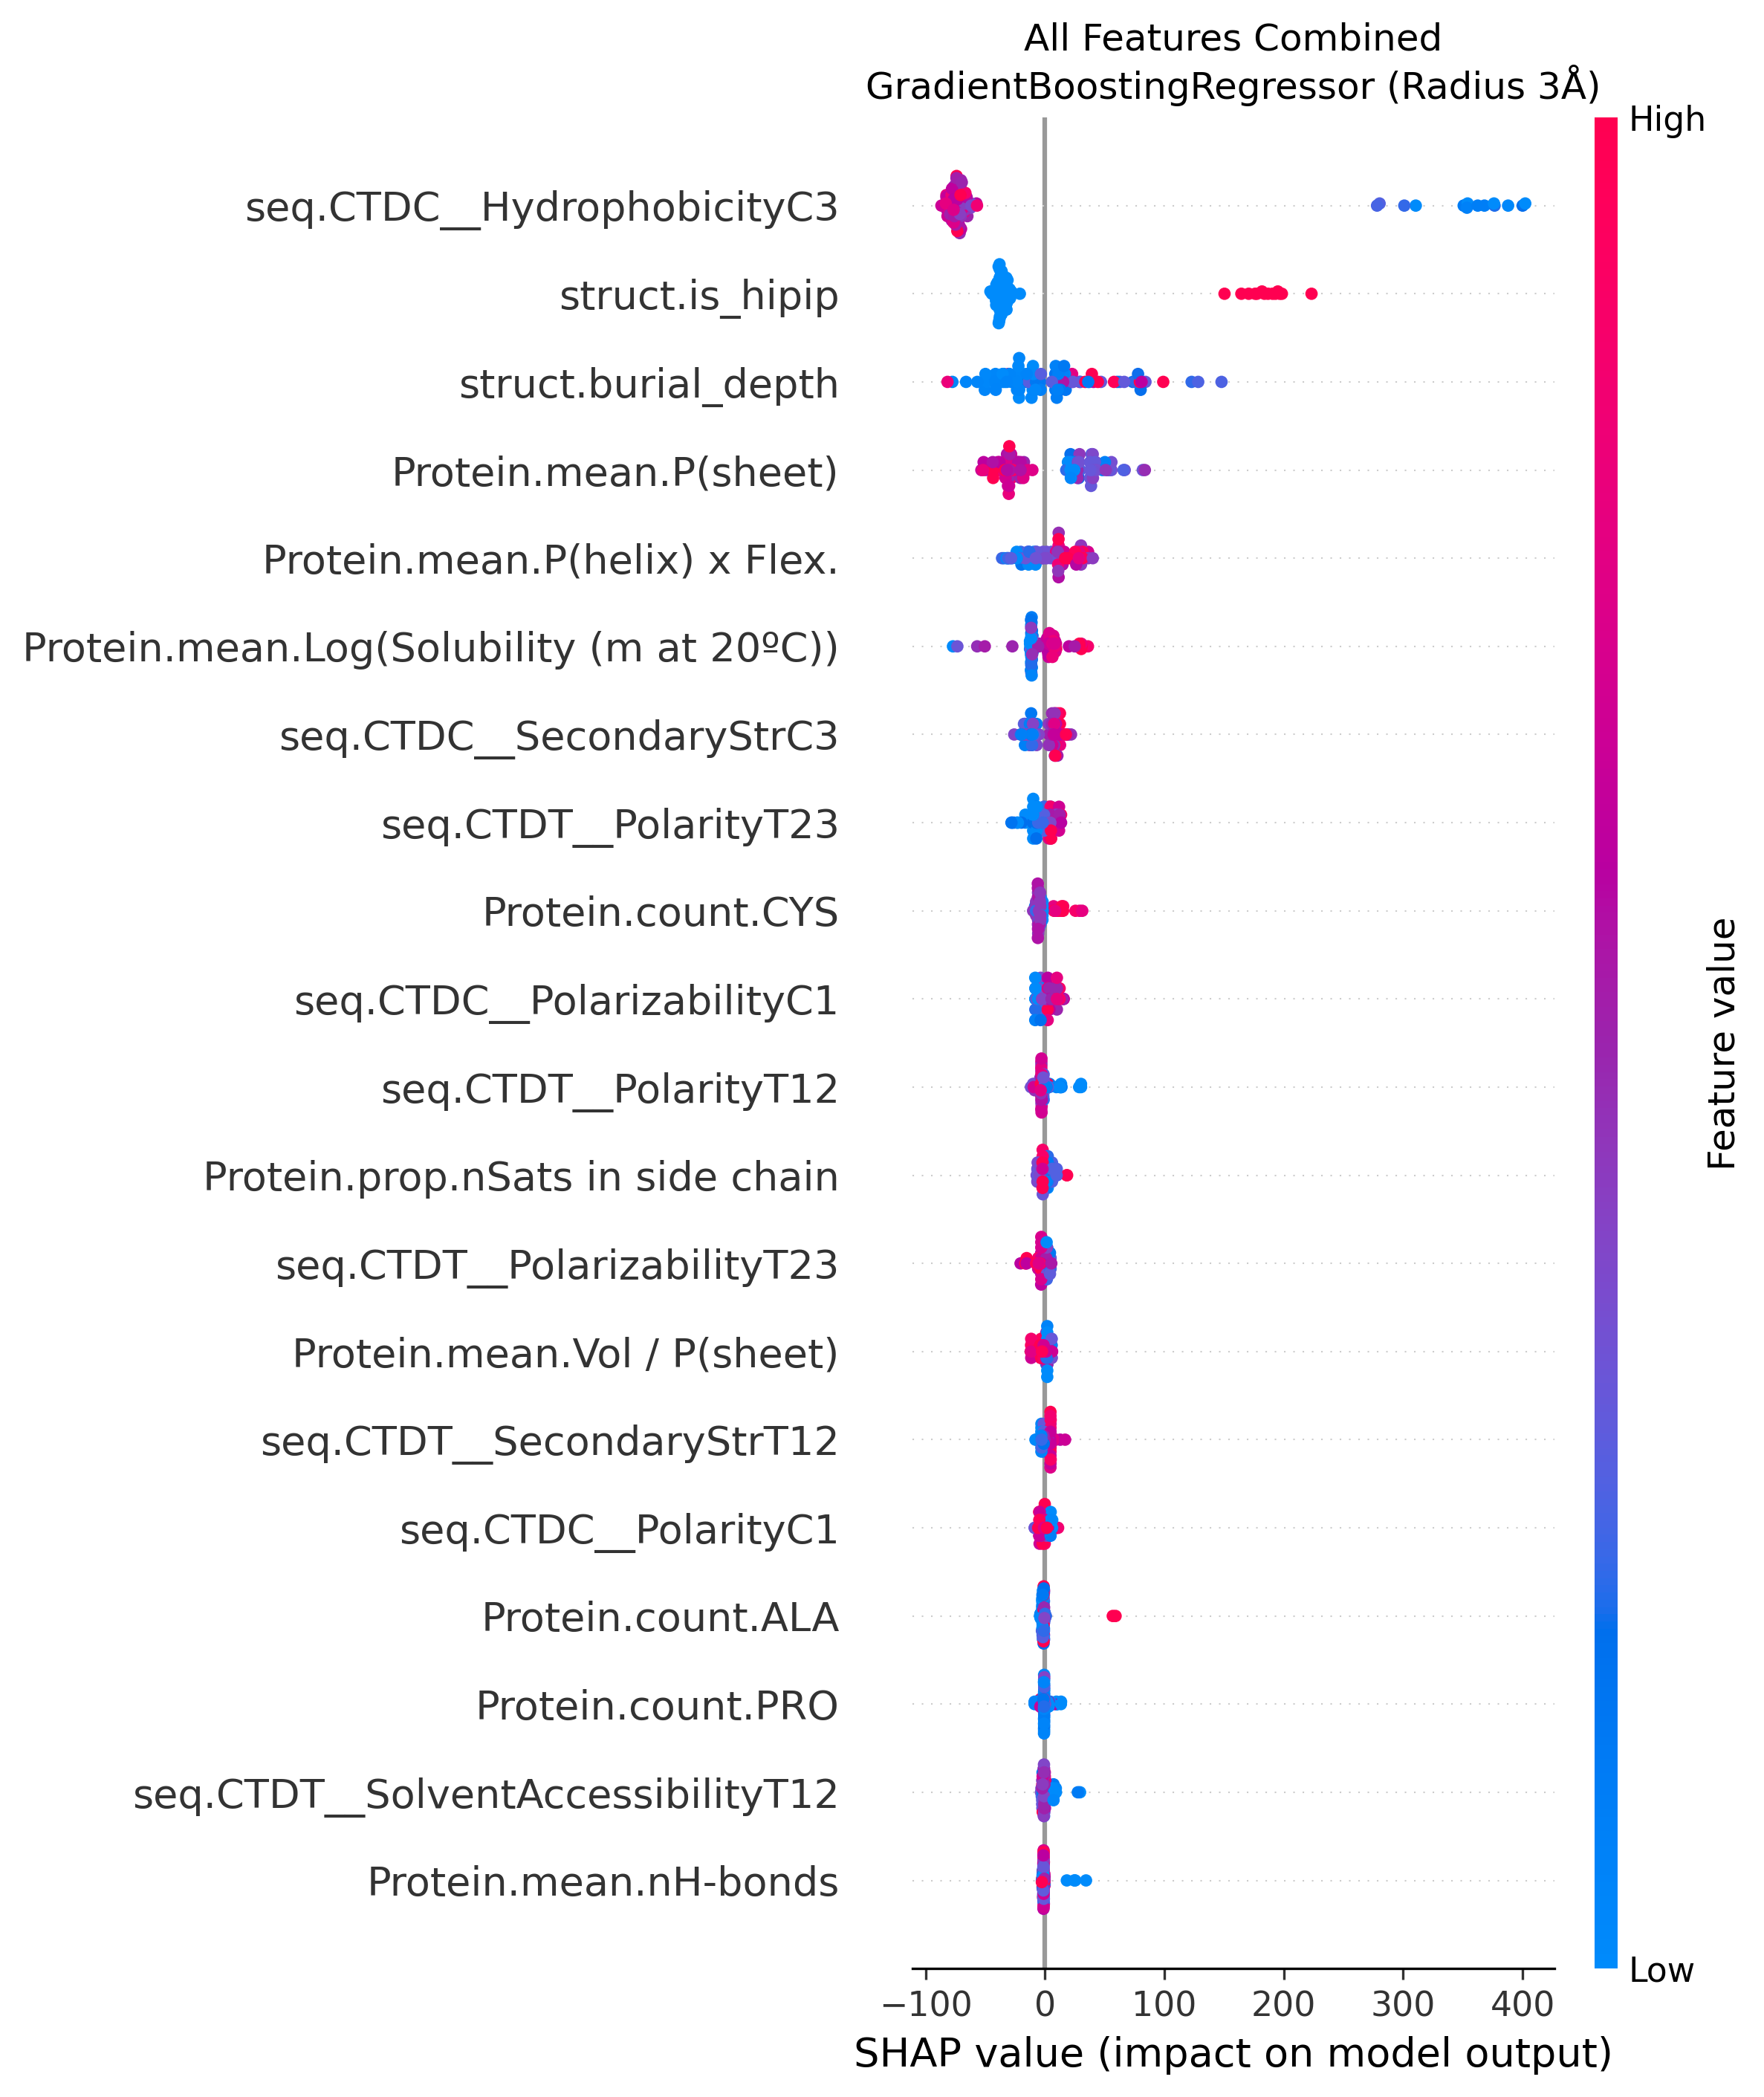 All Features Combined
GradientBoostingRegressor (Radius 3Å)
High
seq.CTDC__HydrophobicityC3
struct.is_hipip
struct.burial_depth
Protein.mean.P(sheet)
Protein.mean.P(helix) x Flex.
Protein.mean.Log(Solubility (m at 20ºC))
seq.CTDC__SecondaryStrC3
seq.CTDT__PolarityT23
Protein.count.CYS
seq.CTDC__PolarizabilityC1
seq.CTDT__PolarityT12
Protein.prop.nSats in side chain
seq.CTDT__PolarizabilityT23
Protein.mean.Vol / P(sheet)
seq.CTDT__SecondaryStrT12
seq.CTDC__PolarityC1
Protein.count.ALA
Protein.count.PRO
seq.CTDT__SolventAccessibilityT12
Protein.mean.nH-bonds
Feature value
Low
−100 0 100 200 300 400
SHAP value (impact on model output)